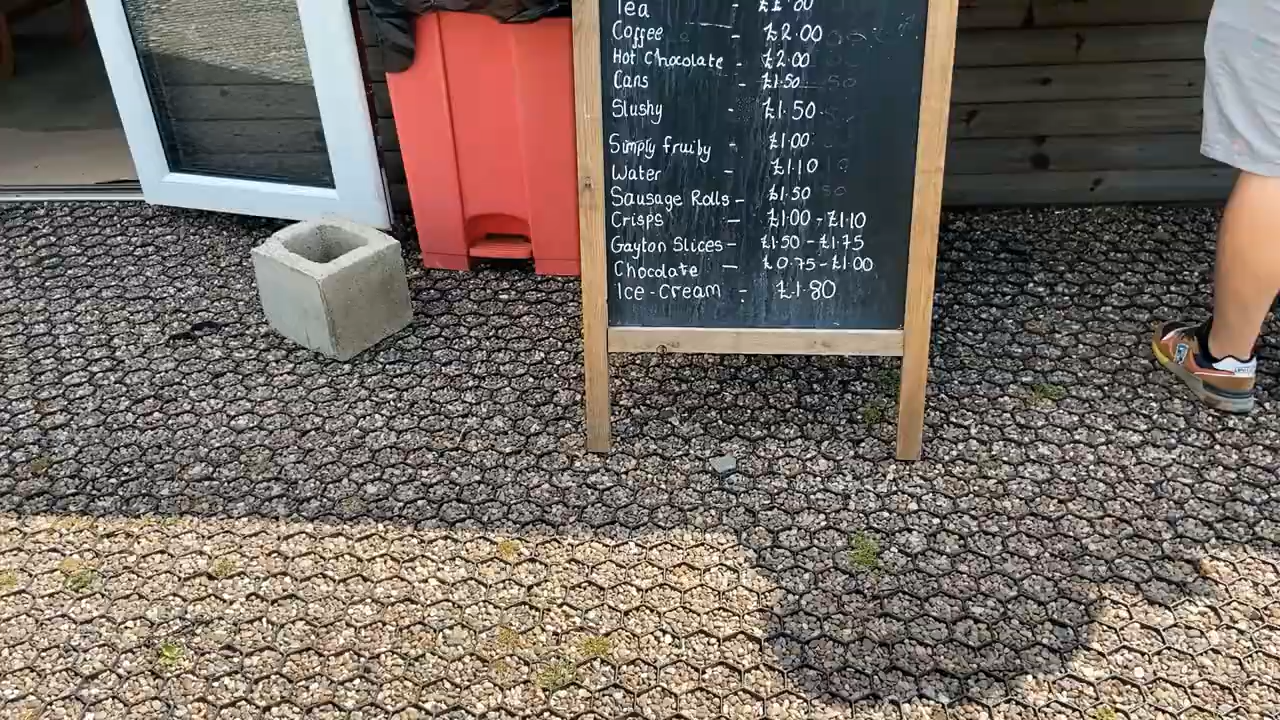 Tea -
Coffee - £2.00
Hot Chocolate - £2.00
Cans - £1.50
Slushy - £1.50
Simply fruity - £1.00
Water - £1.10
Sausage Rolls - £1.50
Crisps - £1.00 - £1.10
Gayton Slices - £1.50 - £1.75
Chocolate - £0.75 - £1.00
Ice-Cream - £1.80